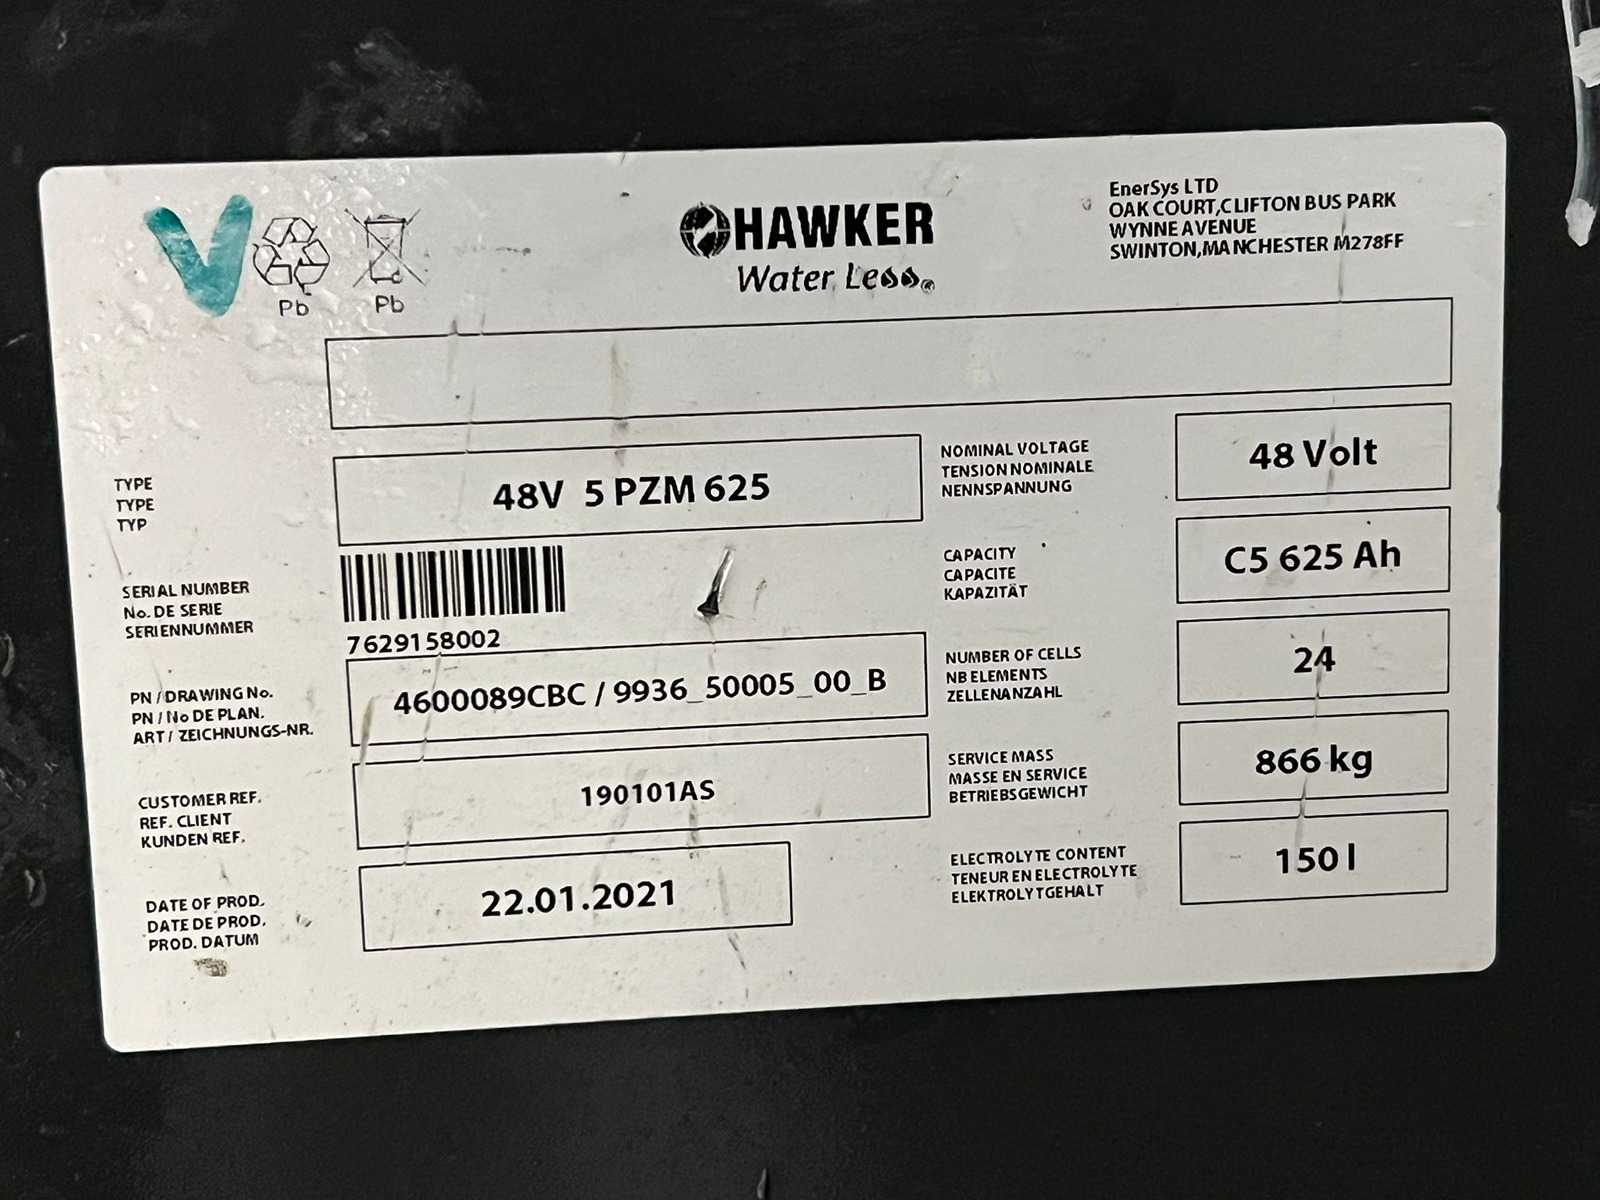 EnerSys LTD
OAK COURT,CLIFTON BUS PARK
WYNNE AVENUE
SWINTON,MANCHESTER M278FF
HAWKER
Water Less®
Pb
Pb
TYPE
TYPE
TYP
48V 5 PZM 625
NOMINAL VOLTAGE
TENSION NOMINALE
NENNSPANNUNG
48 Volt
SERIAL NUMBER
No. DE SERIE
SERIENNUMMER
7629158002
CAPACITY
CAPACITE
KAPAZITÄT
C5 625 Ah
PN / DRAWING No.
PN / No DE PLAN.
ART / ZEICHNUNGS-NR.
4600089CBC / 9936_50005_00_B
NUMBER OF CELLS
NB ELEMENTS
ZELLENANZAHL
24
CUSTOMER REF.
REF. CLIENT
KUNDEN REF.
190101AS
SERVICE MASS
MASSE EN SERVICE
BETRIEBSGEWICHT
866 kg
DATE OF PROD.
DATE DE PROD.
PROD. DATUM
22.01.2021
ELECTROLYTE CONTENT
TENEUR EN ELECTROLYTE
ELEKTROLYTGEHALT
150 l